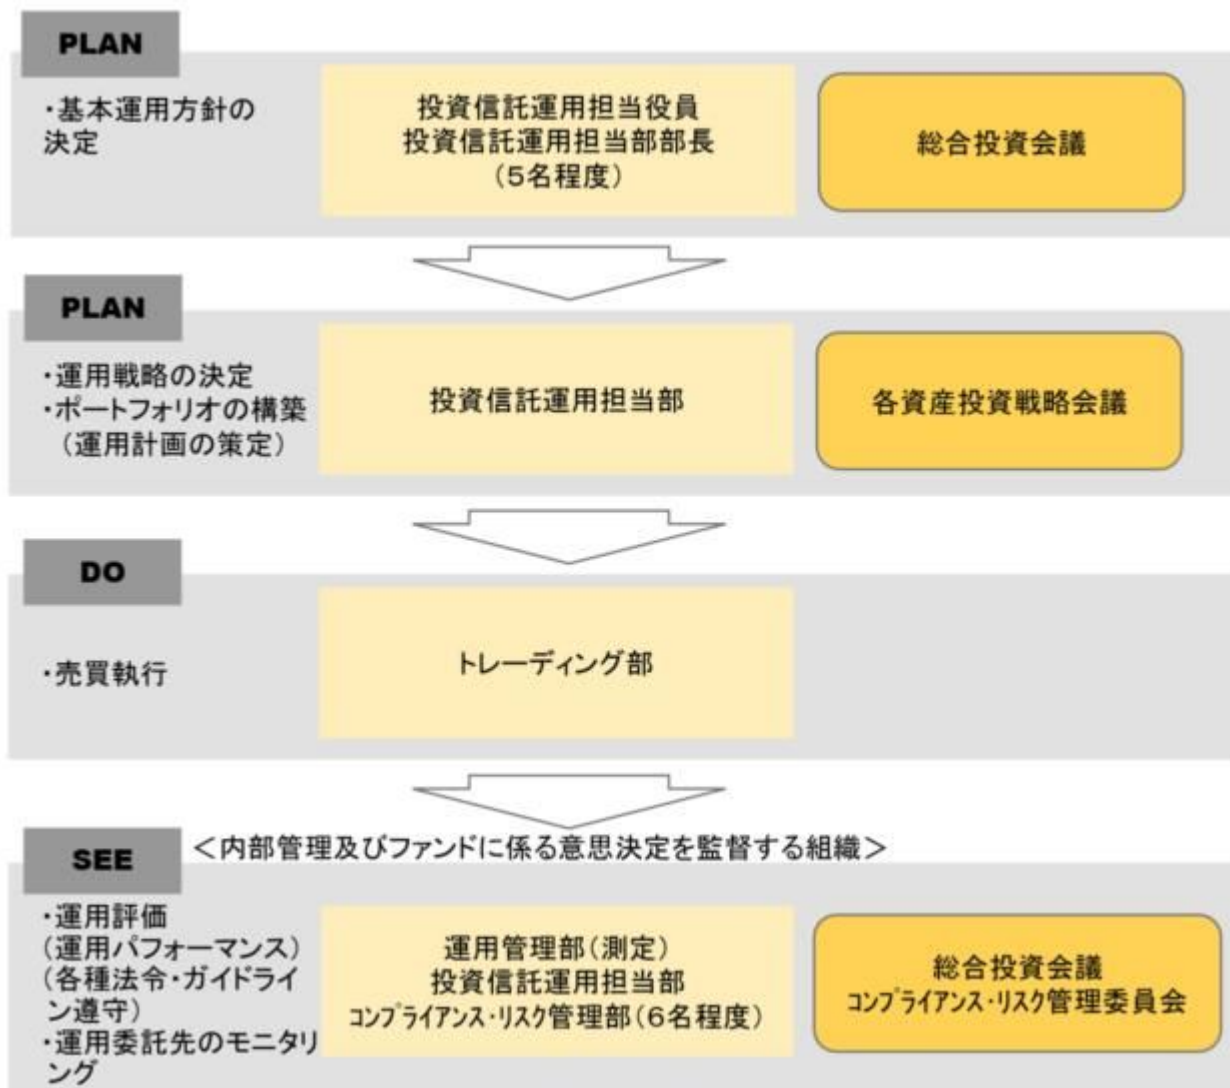 PLAN
・基本運用方針の
決定
投資信託運用担当役員
投資信託運用担当部部長
(5名程度)
総合投資会議
PLAN
・運用戦略の決定
・ポートフォリオの構築
(運用計画の策定)
投資信託運用担当部
各資産投資戦略会議
DO
・売買執行
トレーディング部
SEE
＜内部管理及びファンドに係る意思決定を監督する組織＞
・運用評価
(運用パフォーマンス)
(各種法令・ガイドライ
ン遵守)
・運用委託先のモニタリ
ング
運用管理部(測定)
投資信託運用担当部
ｺﾝﾌﾟﾗｲｱﾝｽ・ﾘｽｸ管理部(6名程度)
総合投資会議
ｺﾝﾌﾟﾗｲｱﾝｽ・ﾘｽｸ管理委員会